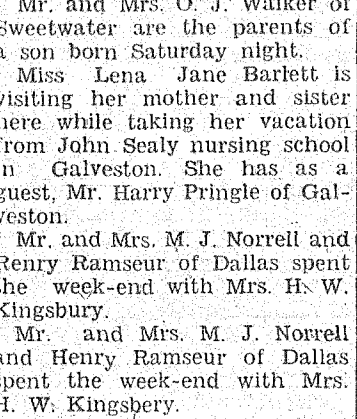 Mr. and Mrs. O. J. Walker of
Sweetwater are the parents of
a son born Saturday night.
Miss Lena Jane Barlett is
visiting her mother and sister
here while taking her vacation
from John Sealy nursing school
in Galveston. She has as a
guest, Mr. Harry Pringle of Gal-
veston.
Mr. and Mrs. M. J. Norrell and
Renry Ramseur of Dallas spent
the week-end with Mrs. H. W.
Kingsbury.
Mr. and Mrs. M. J. Norrell
and Henry Ramseur of Dallas
spent the week-end with Mrs.
H. W. Kingsbery.